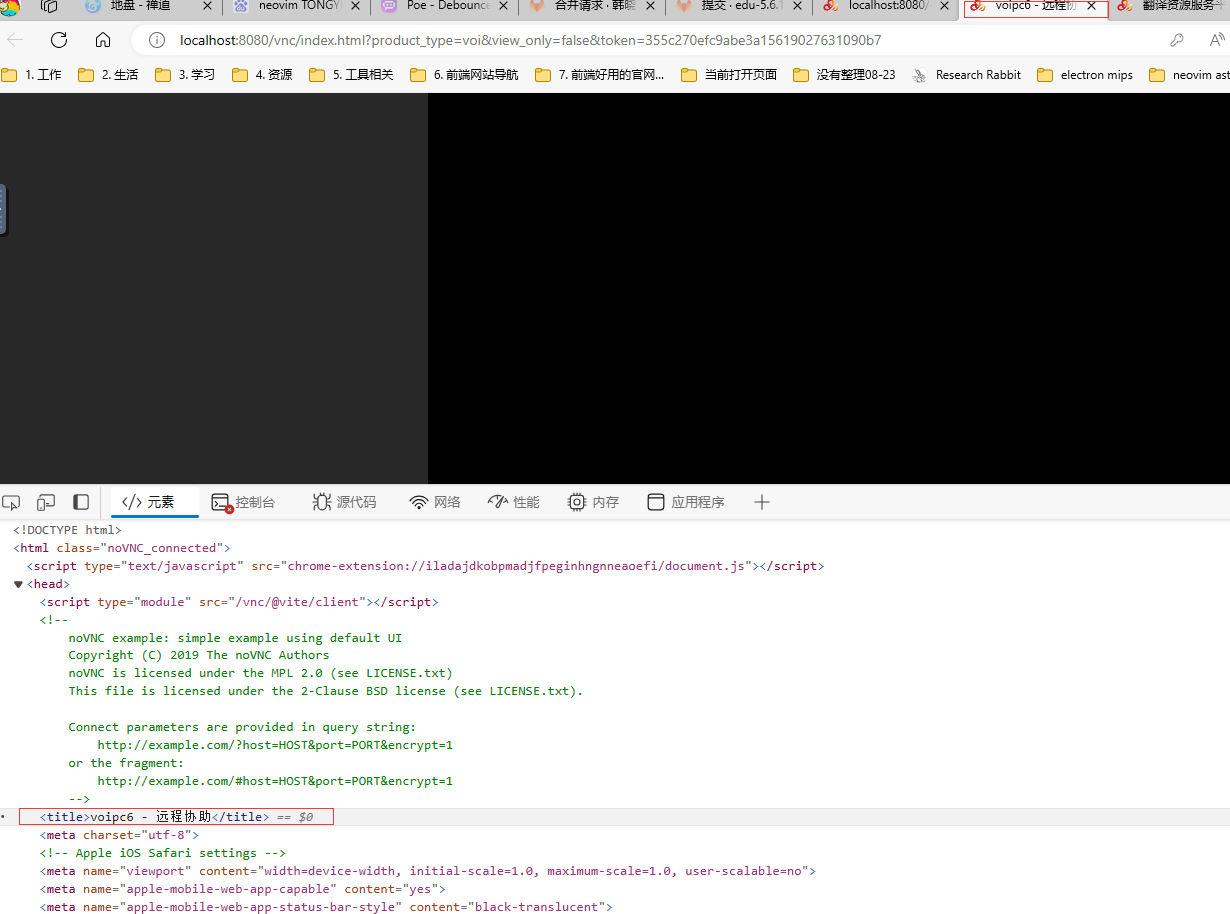 地盘 - 禅道
neovim TONGY
Poe - Debounce
合并请求 · 韩晓
提交 · edu-5.6.1
localhost:8080/
voipc6 - 远程协
翻译资源服务平
localhost:8080/vnc/index.html?product_type=voi&view_only=false&token=355c270efc9abe3a15619027631090b7
1. 工作 2. 生活 3. 学习 4. 资源 5. 工具相关 6. 前端网站导航 7. 前端好用的官网... 当前打开页面 没有整理08-23 Research Rabbit electron mips neovim ast
元素 控制台 源代码 网络 性能 内存 应用程序
<!DOCTYPE html>
<html class="noVNC_connected">
<script type="text/javascript" src="chrome-extension://iladajdkobpmadjfpeginhngnneaoefi/document.js"></script>
<head>
<script type="module" src="/vnc/@vite/client"></script>
<!--
noVNC example: simple example using default UI
Copyright (C) 2019 The noVNC Authors
noVNC is licensed under the MPL 2.0 (see LICENSE.txt)
This file is licensed under the 2-Clause BSD license (see LICENSE.txt).
Connect parameters are provided in query string:
http://example.com/?host=HOST&port=PORT&encrypt=1
or the fragment:
http://example.com/#host=HOST&port=PORT&encrypt=1
-->
<title>voipc6 - 远程协助</title> == $0
<meta charset="utf-8">
<!-- Apple iOS Safari settings -->
<meta name="viewport" content="width=device-width, initial-scale=1.0, maximum-scale=1.0, user-scalable=no">
<meta name="apple-mobile-web-app-capable" content="yes">
<meta name="apple-mobile-web-app-status-bar-style" content="black-translucent">